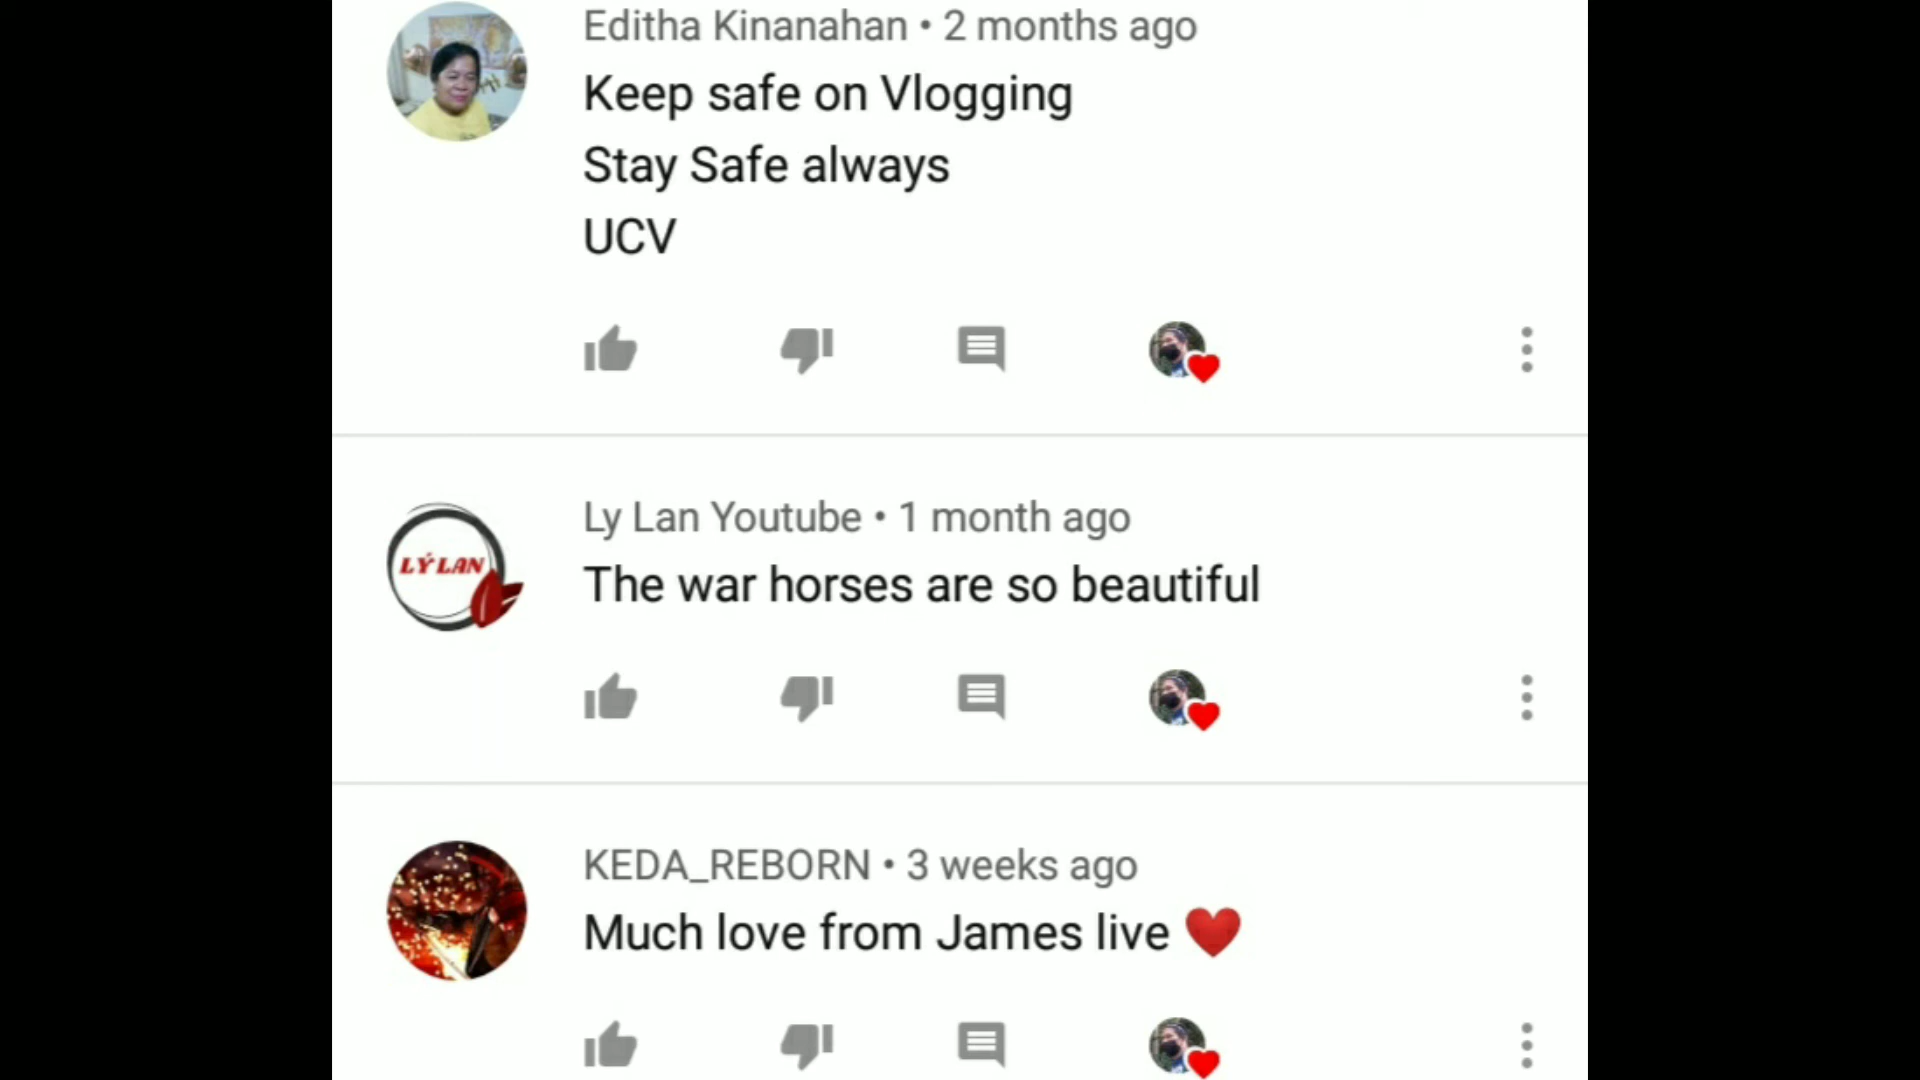 Editha Kinanahan • 2 months ago
Keep safe on Vlogging
Stay Safe always
UCV
Ly Lan Youtube • 1 month ago
LÝ LAN
The war horses are so beautiful
KEDA_REBORN • 3 weeks ago
Much love from James live ❤️